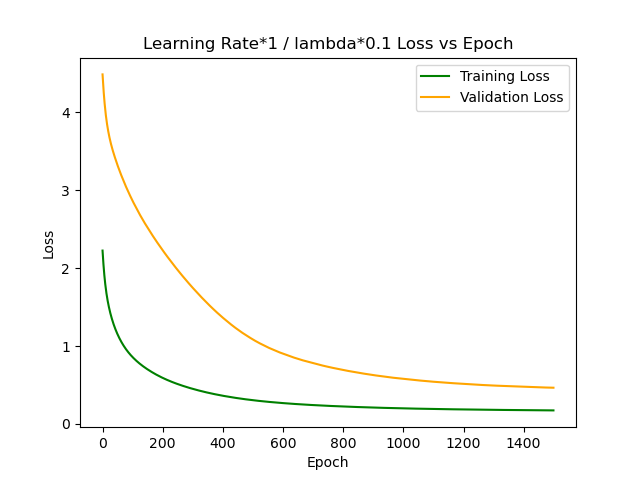 Learning Rate*1 / lambda*0.1 Loss vs Epoch
Training Loss
Validation Loss
4
3
2
1
0
Loss
0 200 400 600 800 1000 1200 1400
Epoch